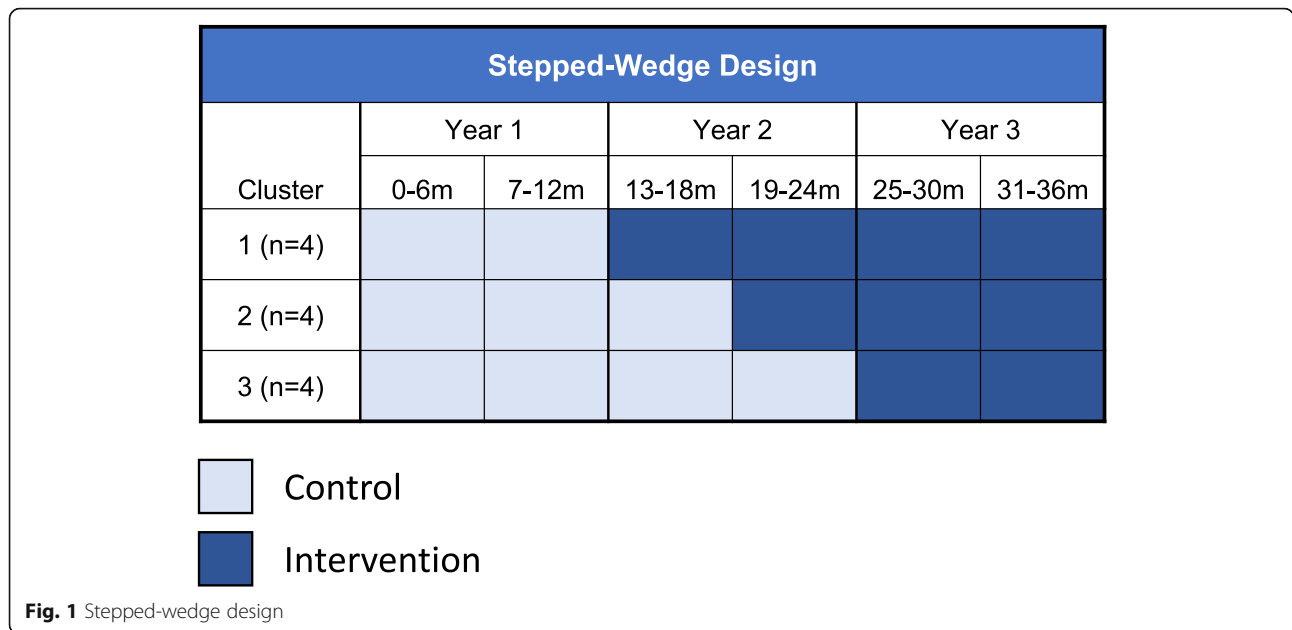 Stepped-Wedge Design
Year 1 Year 2 Year 3
Cluster 0-6m 7-12m 13-18m 19-24m 25-30m 31-36m
1 (n=4)
2 (n=4)
3 (n=4)
Control
Intervention
Fig. 1 Stepped-wedge design